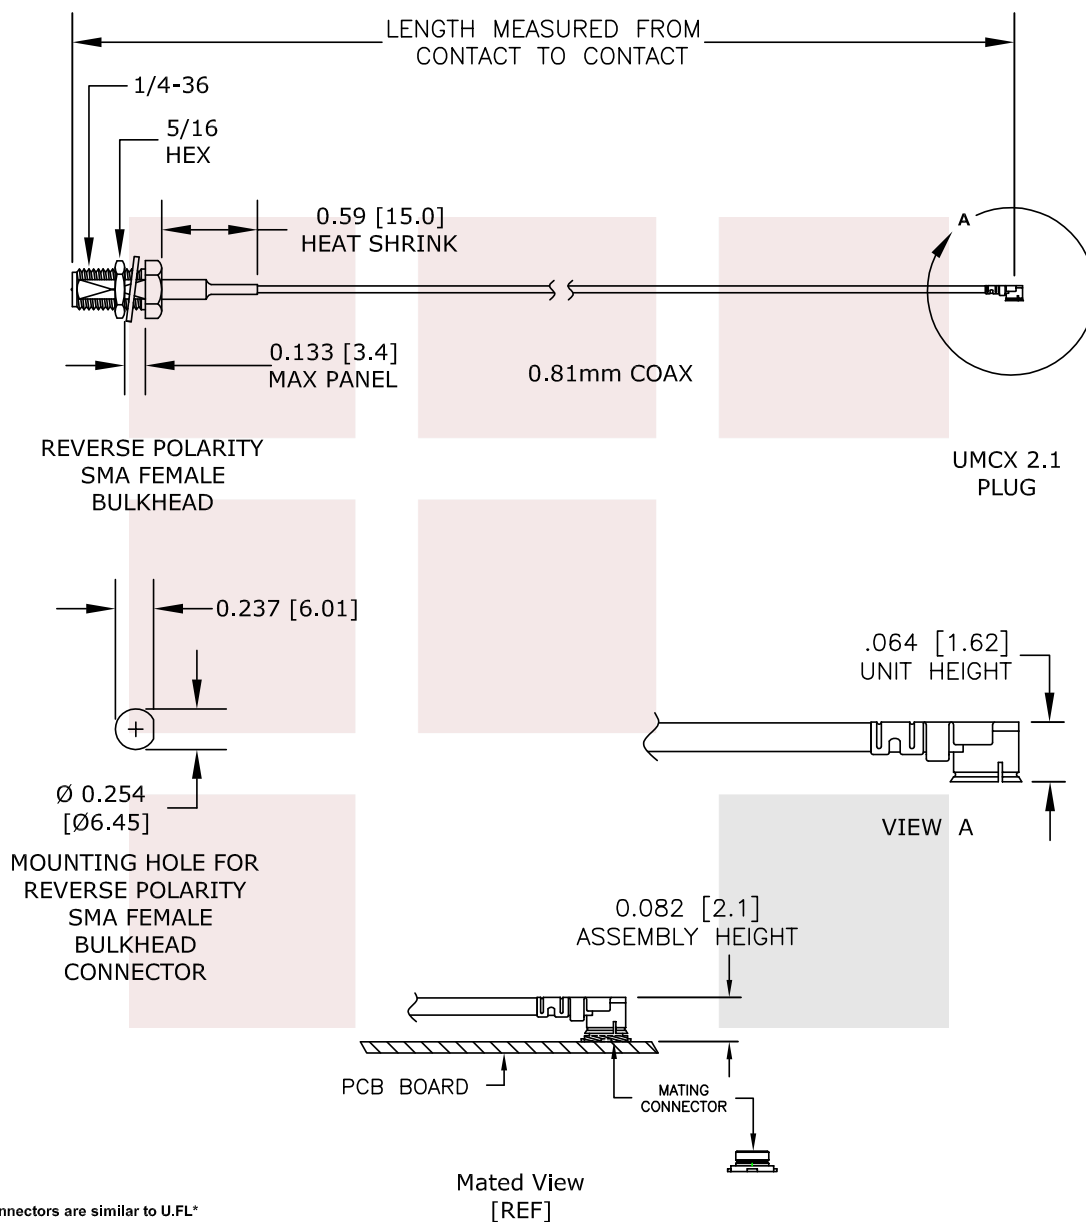 LENGTH MEASURED FROM
CONTACT TO CONTACT
1/4-36
5/16
HEX
0.59 [15.0]
HEAT SHRINK
A
0.133 [3.4]
MAX PANEL
0.81mm COAX
REVERSE POLARITY
SMA FEMALE
BULKHEAD
UMCX 2.1
PLUG
0.237 [6.01]
.064 [1.62]
UNIT HEIGHT
Ø 0.254
[Ø6.45]
VIEW A
MOUNTING HOLE FOR
REVERSE POLARITY
SMA FEMALE
BULKHEAD
CONNECTOR
0.082 [2.1]
ASSEMBLY HEIGHT
PCB BOARD
MATING
CONNECTOR
Mated View
[REF]
nnectors are similar to U.FL*